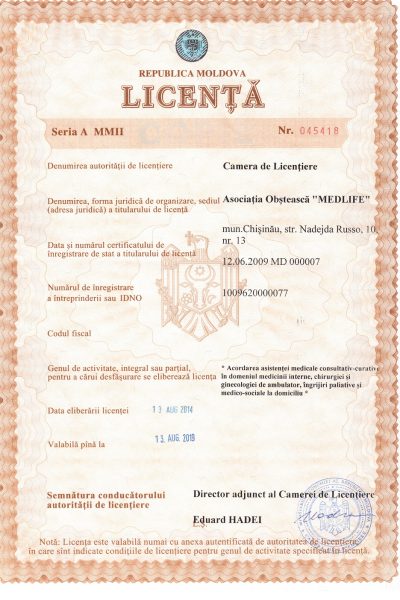 REPUBLICA MOLDOVA
LICENȚĂ
Seria A MMII Nr. 045418
Denumirea autorității de licențiere Camera de Licențiere
Denumirea, forma juridică de organizare, sediul Asociația Obștească "MEDLIFE"
(adresa juridică) a titularului de licență
mun.Chișinău, str. Nadejda Russo, 10,
nr. 13
Data și numărul certificatului de
înregistrare de stat a titularului de licență 12.06.2009 MD 000007
Numărul de înregistrare
a întreprinderii sau IDNO 1009620000077
Codul fiscal
Genul de activitate, integral sau parțial,
pentru a cărui desfășurare se eliberează licența
* Acordarea asistenței medicale consultativ-curative
în domeniul medicinii interne, chirurgiei și
ginecologiei de ambulator, îngrijiri paliative și
medico-sociale la domiciliu *
Data eliberării licenței 13 AUG 2014
Valabilă pînă la 13. AUG. 2018
Semnătura conducătorului
autorității de licențiere
Director adjunct al Camerei de Licențiere
Eduard HADEI
Notă: Licența este valabilă numai cu anexa autentificată de autoritatea de licențiere,
în care sînt indicate condițiile de licențiere pentru genul de activitate specificat în licență.